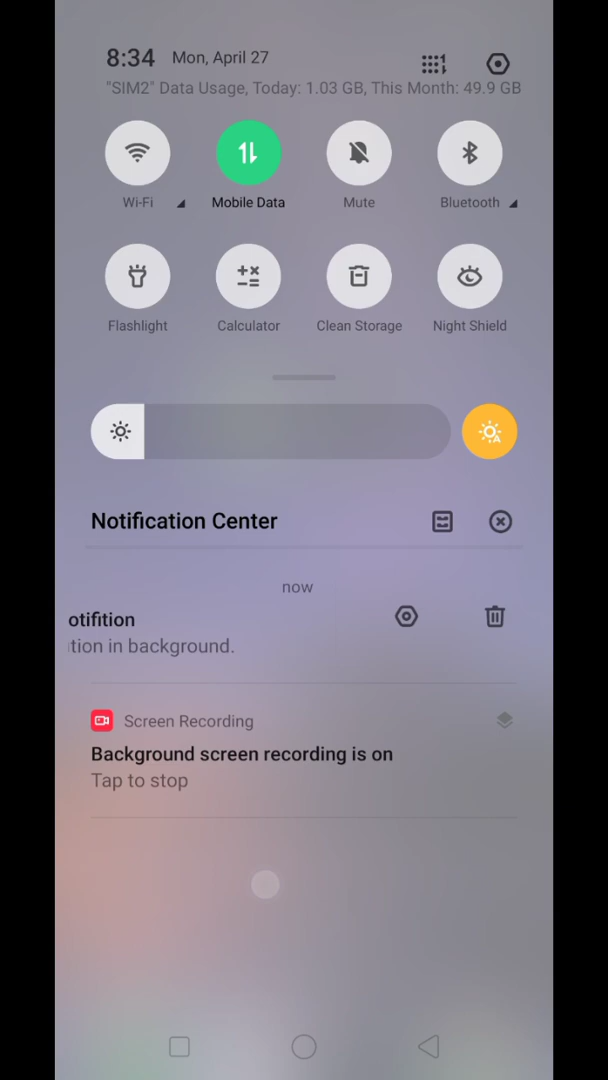 8:34 Mon, April 27
"SIM2" Data Usage, Today: 1.03 GB, This Month: 49.9 GB
Wi-Fi Mobile Data Mute Bluetooth
Flashlight Calculator Clean Storage Night Shield
Notification Center
now
otifition
tion in background.
Screen Recording
Background screen recording is on
Tap to stop